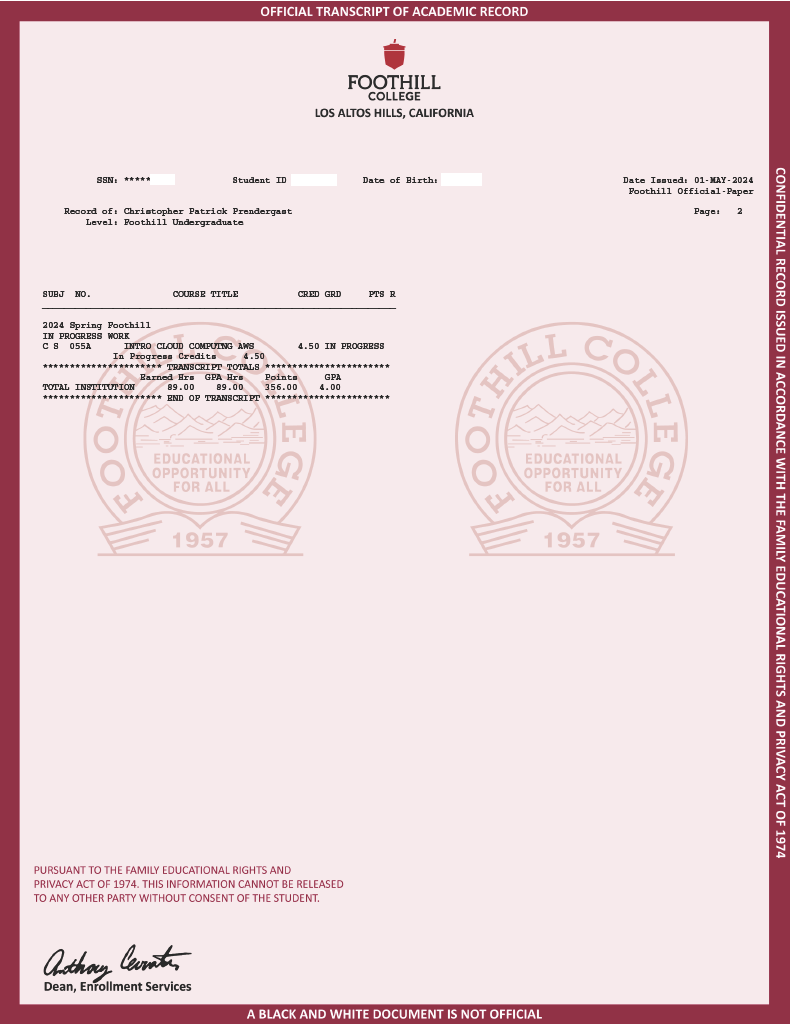 OFFICIAL TRANSCRIPT OF ACADEMIC RECORD
FOOTHILL
COLLEGE
LOS ALTOS HILLS, CALIFORNIA
SSN: ***** Student ID Date of Birth: Date Issued: 01-MAY-2024
Foothill Official-Paper
Record of: Christopher Patrick Prendergast Page: 2
Level: Foothill Undergraduate
SUBJ NO. COURSE TITLE CRED GRD PTS R
2024 Spring Foothill
IN PROGRESS WORK
C S 055A INTRO CLOUD COMPUTNG AWS 4.50 IN PROGRESS
In Progress Credits 4.50
********************** TRANSCRIPT TOTALS ***********************
Earned Hrs GPA Hrs Points GPA
TOTAL INSTITUTION 89.00 89.00 356.00 4.00
********************** END OF TRANSCRIPT ***********************
FOOTHILL COLLEGE
EDUCATIONAL
OPPORTUNITY
FOR ALL
1957
FOOTHILL COLLEGE
EDUCATIONAL
OPPORTUNITY
FOR ALL
1957
CONFIDENTIAL RECORD ISSUED IN ACCORDANCE WITH THE FAMILY EDUCATIONAL RIGHTS AND PRIVACY ACT OF 1974
PURSUANT TO THE FAMILY EDUCATIONAL RIGHTS AND
PRIVACY ACT OF 1974. THIS INFORMATION CANNOT BE RELEASED
TO ANY OTHER PARTY WITHOUT CONSENT OF THE STUDENT.
Anthony
Dean, Enrollment Services
A BLACK AND WHITE DOCUMENT IS NOT OFFICIAL